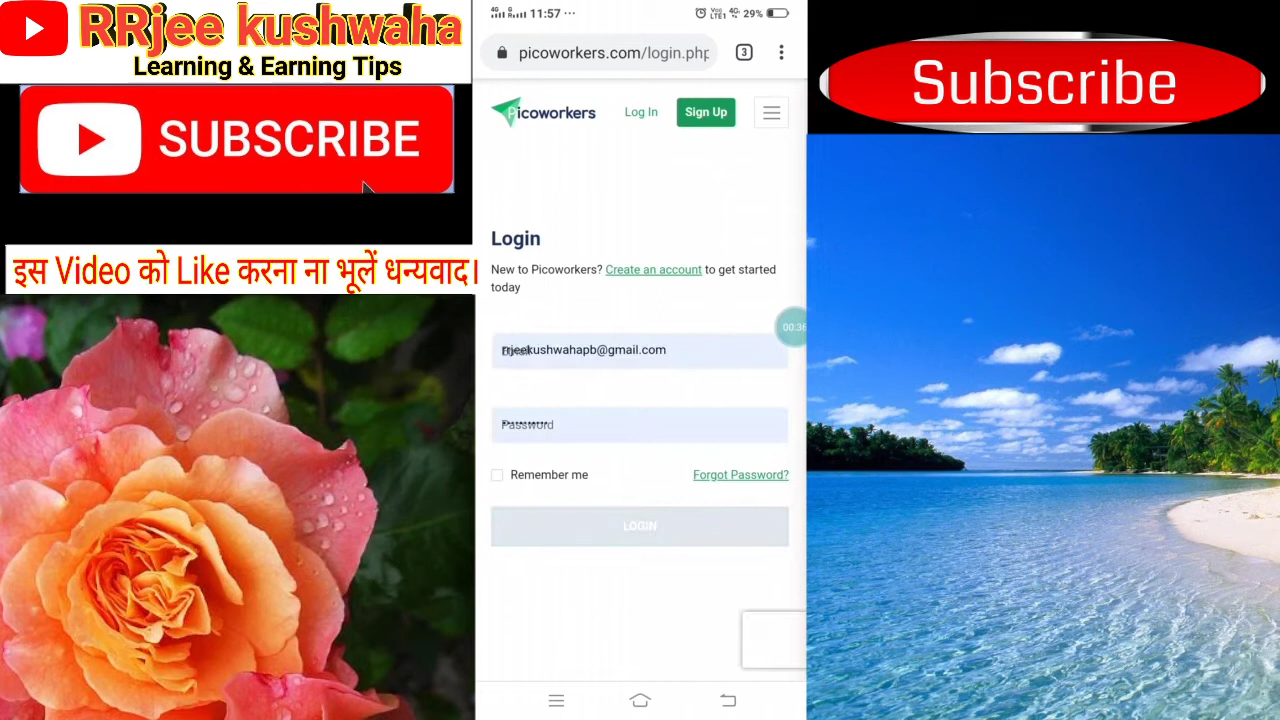 RRjee kushwaha
Learning & Earning Tips
SUBSCRIBE
इस Video को Like करना ना भूलें धन्यवाद।
11:57
29%
picoworkers.com/login.php
3
Picoworkers
Log In
Sign Up
Login
New to Picoworkers? Create an account to get started
today
rrjeekushwahapb@gmail.com
Password
Remember me
Forgot Password?
LOGIN
00:36
Subscribe